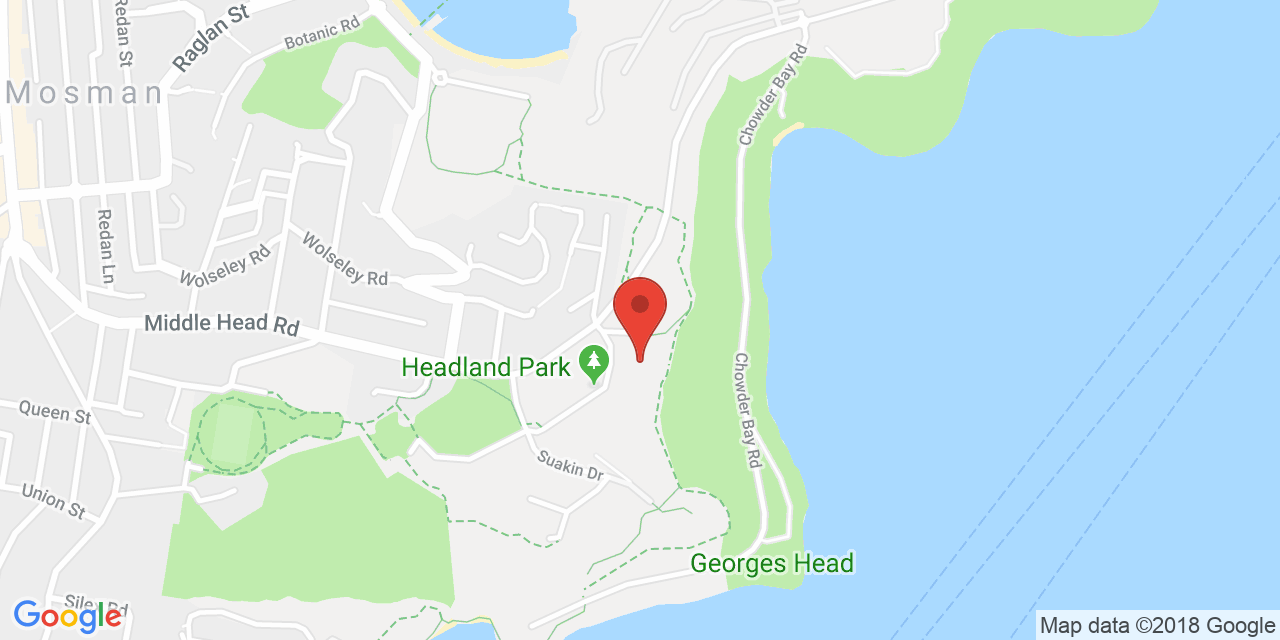 Redan St
Raglan St
Botanic Rd
Mosman
Chowder Bay Rd
Redan Ln
Wolseley Rd
Wolseley Rd
Middle Head Rd
Headland Park
Chowder Bay Rd
Queen St
Suakin Dr
Union St
Georges Head
Rd
Google
Map data ©2018 Google